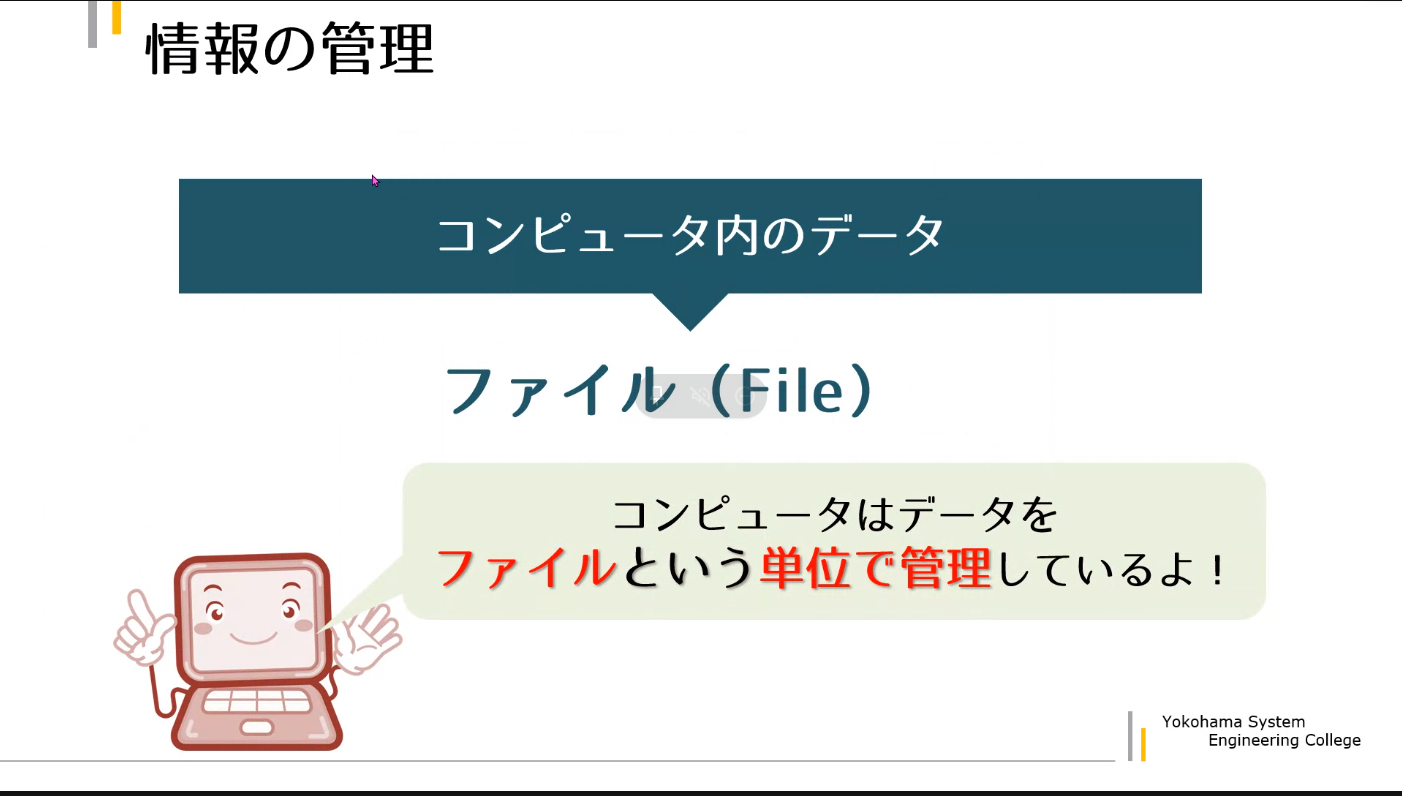 情報の管理
コンピュータ内のデータ
ファイル（File）
コンピュータはデータを
ファイルという単位で管理しているよ！
Yokohama System
Engineering College